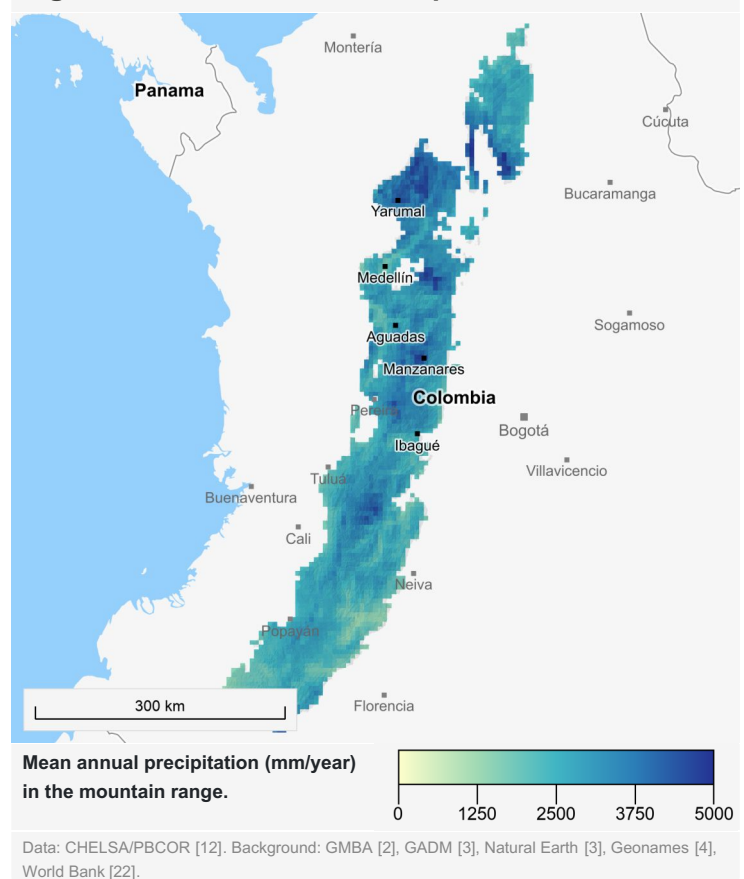 Montería
Panama
Cúcuta
Bucaramanga
Yarumal
Medellín
Sogamoso
Aguadas
Manzanares
Colombia
Pereira
Bogotá
Ibagué
Villavicencio
Tuluá
Buenaventura
Cali
Neiva
Popayán
300 km
Florencia
Mean annual precipitation (mm/year)
in the mountain range.
0 1250 2500 3750 5000
Data: CHELSA/PBCOR [12]. Background: GMBA [2], GADM [3], Natural Earth [3], Geonames [4],
World Bank [22].